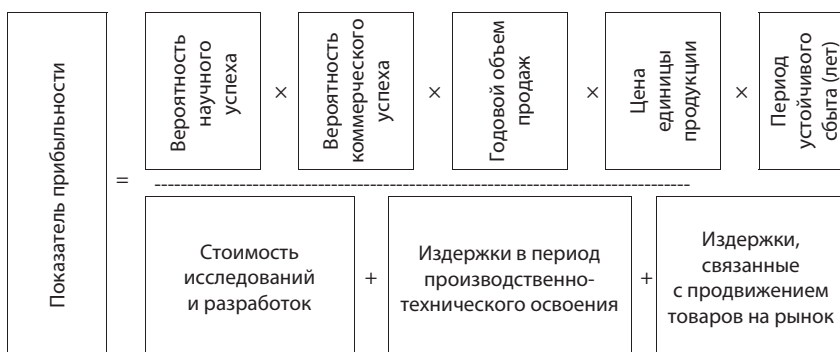 Показатель прибыльности
=
Вероятность
научного
успеха
×
Вероятность
коммерческого
успеха
×
Годовой объем
продаж
×
Цена
единицы
продукции
×
Период
устойчивого
сбыта (лет)
Стоимость
исследований
и разработок
+
Издержки в период
производственно-
технического освоения
+
Издержки,
связанные
с продвижением
товаров на рынок